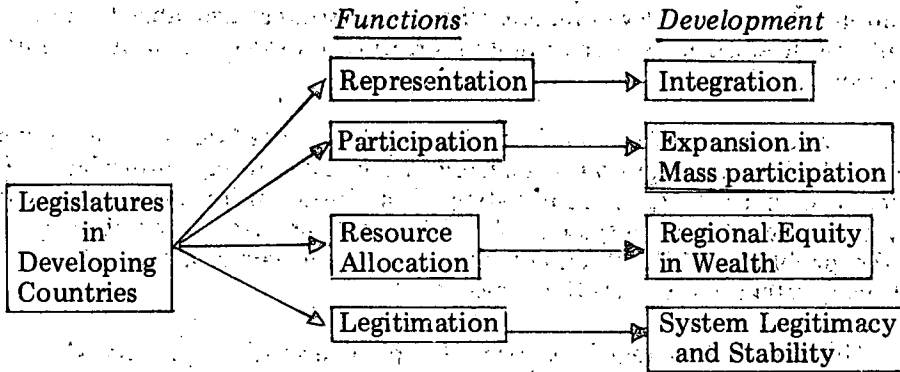 Functions
Development
Representation
Integration.
Participation
Expansion in
Mass participation
Legislatures
in
Developing
Countries
Resource
Allocation
Regional Equity
in Wealth
Legitimation
System Legitimacy
and Stability